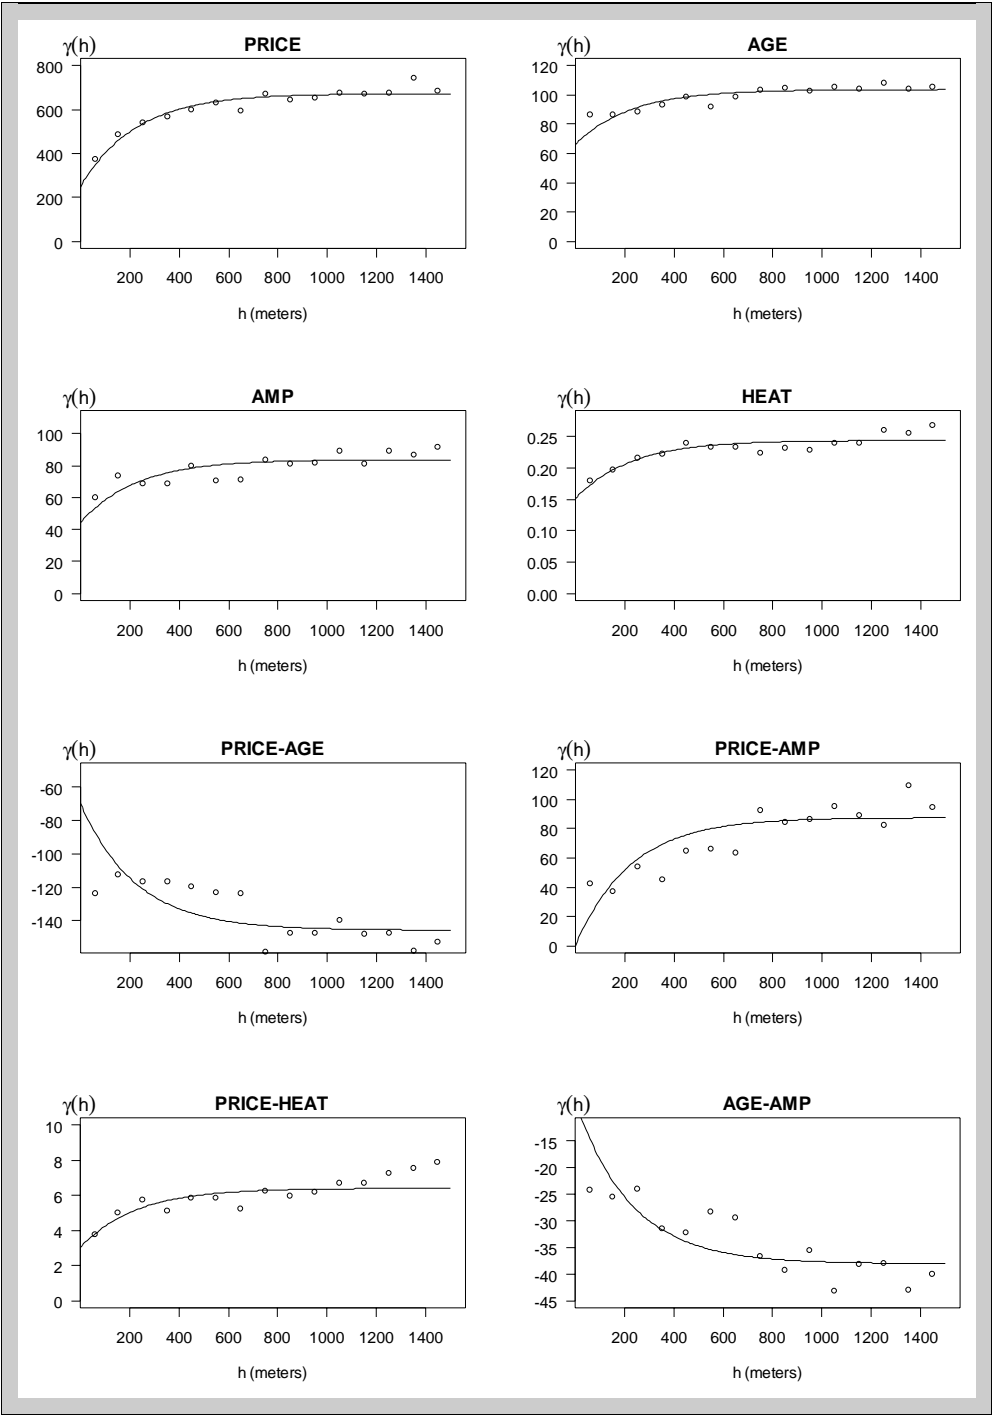 γ(h) PRICE
800
600
400
200
0
200 400 600 800 1000 1200 1400
h (meters)
γ(h) AGE
120
100
80
60
40
20
0
200 400 600 800 1000 1200 1400
h (meters)
γ(h) AMP
100
80
60
40
20
0
200 400 600 800 1000 1200 1400
h (meters)
γ(h) HEAT
0.25
0.20
0.15
0.10
0.05
0.00
200 400 600 800 1000 1200 1400
h (meters)
γ(h) PRICE-AGE
-60
-80
-100
-120
-140
200 400 600 800 1000 1200 1400
h (meters)
γ(h) PRICE-AMP
120
100
80
60
40
20
0
200 400 600 800 1000 1200 1400
h (meters)
γ(h) PRICE-HEAT
10
8
6
4
2
0
200 400 600 800 1000 1200 1400
h (meters)
γ(h) AGE-AMP
-15
-20
-25
-30
-35
-40
-45
200 400 600 800 1000 1200 1400
h (meters)